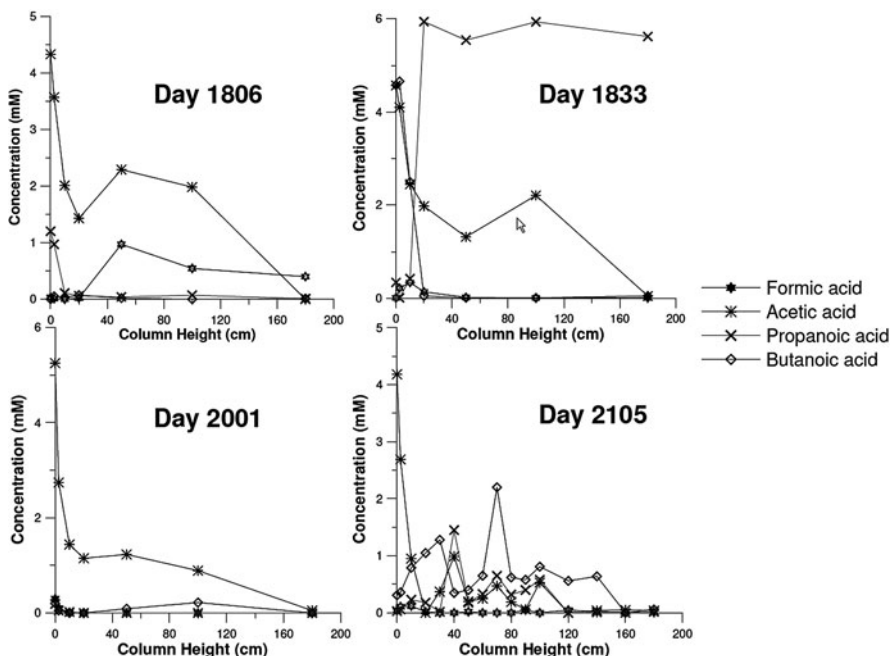 5
4
3
2
1
0
Concentration (mM)
Day 1806
0 40 80 120 160 200
Column Height (cm)
6
4
2
0
Concentration (mM)
Day 1833
0 40 80 120 160 200
Column Height (cm)
Formic acid
Acetic acid
Propanoic acid
Butanoic acid
6
4
2
0
Concentration (mM)
Day 2001
0 40 80 120 160 200
Column Height (cm)
5
4
3
2
1
0
Concentration (mM)
Day 2105
0 40 80 120 160 200
Column Height (cm)